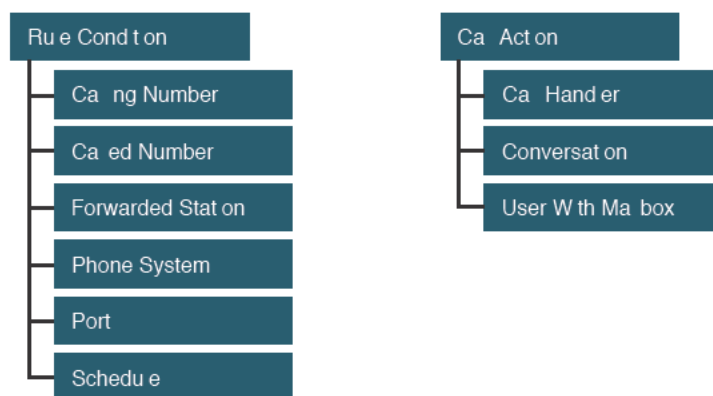 Ru e Cond t on
Ca ng Number
Ca ed Number
Forwarded Stat on
Phone System
Port
Schedu e
Ca Act on
Ca Hand er
Conversat on
User W th Ma box